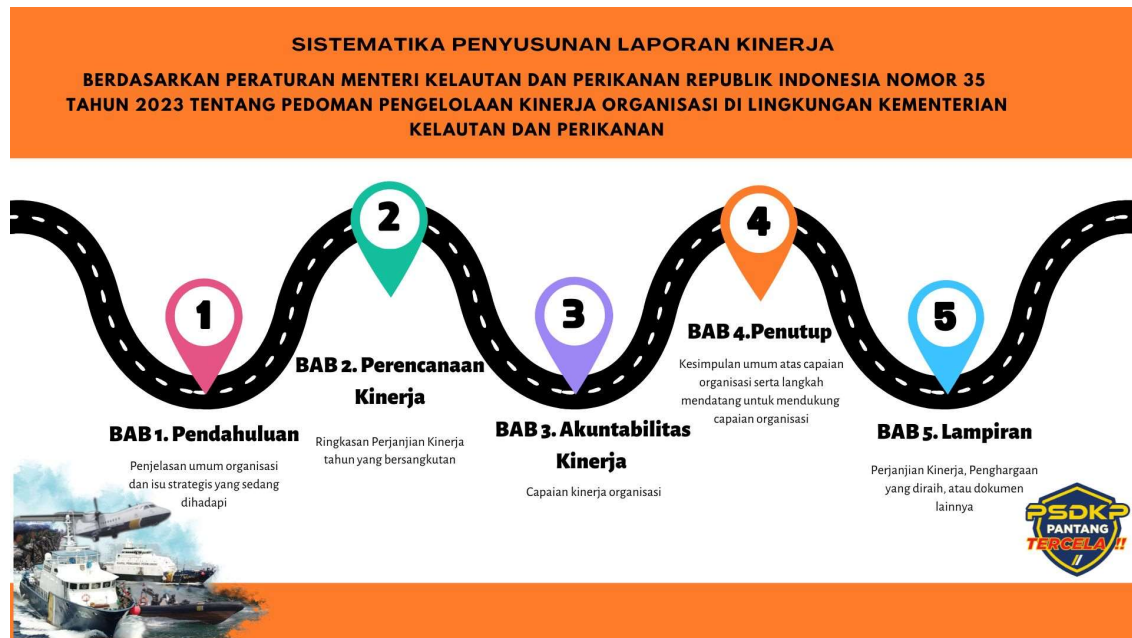 SISTEMATIKA PENYUSUNAN LAPORAN KINERJA
BERDASARKAN PERATURAN MENTERI KELAUTAN DAN PERIKANAN REPUBLIK INDONESIA NOMOR 35
TAHUN 2023 TENTANG PEDOMAN PENGELOLAAN KINERJA ORGANISASI DI LINGKUNGAN KEMENTERIAN
KELAUTAN DAN PERIKANAN
1
BAB 1. Pendahuluan
Penjelasan umum organisasi
dan isu strategis yang sedang
dihadapi
2
BAB 2. Perencanaan
Kinerja
Ringkasan Perjanjian Kinerja
tahun yang bersangkutan
3
BAB 3. Akuntabilitas
Kinerja
Capaian kinerja organisasi
4
BAB 4.Penutup
Kesimpulan umum atas capaian
organisasi serta langkah
mendatang untuk mendukung
capaian organisasi
5
BAB 5. Lampiran
Perjanjian Kinerja, Penghargaan
yang diraih, atau dokumen
lainnya
PSDKP
PANTANG
TERCELA !!